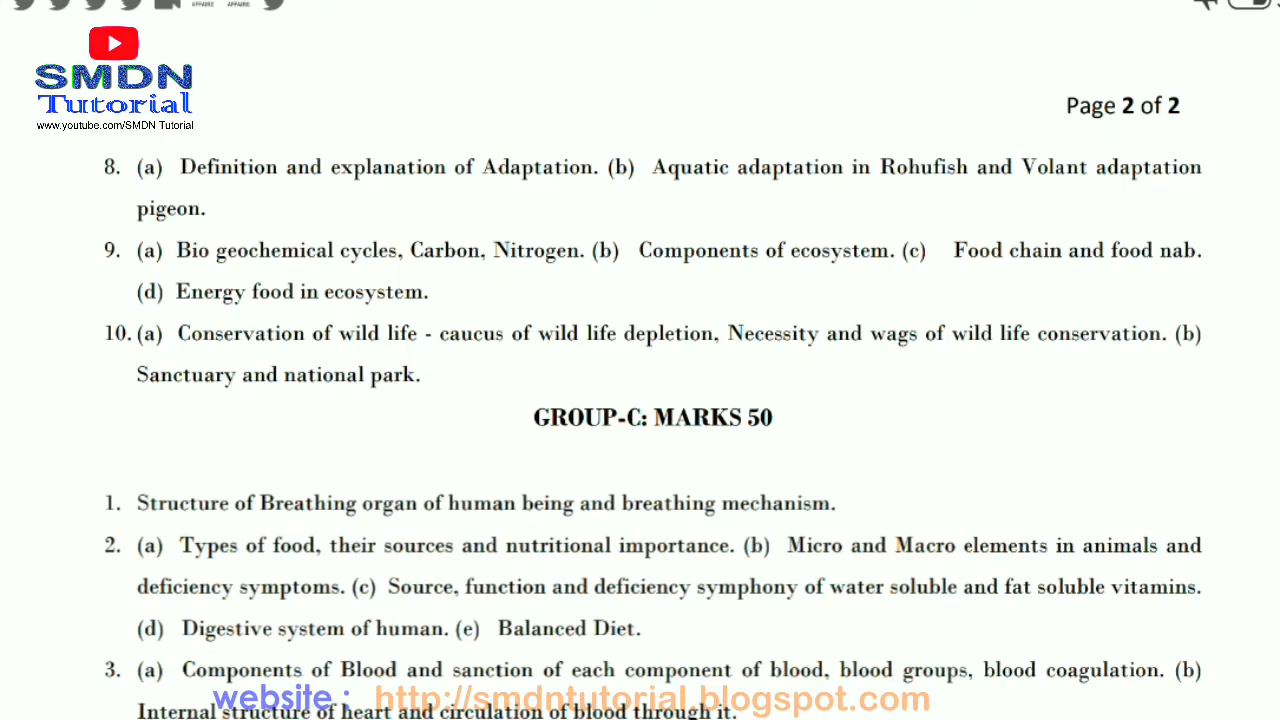 AFFAIRS AFFAIRS
SMDN
Tutorial
www.youtube.com/SMDN Tutorial
Page 2 of 2
8. (a) Definition and explanation of Adaptation. (b) Aquatic adaptation in Rohufish and Volant adaptation
pigeon.
9. (a) Bio geochemical cycles, Carbon, Nitrogen. (b) Components of ecosystem. (c) Food chain and food nab.
(d) Energy food in ecosystem.
10. (a) Conservation of wild life - caucus of wild life depletion, Necessity and wags of wild life conservation. (b)
Sanctuary and national park.
GROUP-C: MARKS 50
1. Structure of Breathing organ of human being and breathing mechanism.
2. (a) Types of food, their sources and nutritional importance. (b) Micro and Macro elements in animals and
deficiency symptoms. (c) Source, function and deficiency symphony of water soluble and fat soluble vitamins.
(d) Digestive system of human. (e) Balanced Diet.
3. (a) Components of Blood and sanction of each component of blood, blood groups, blood coagulation. (b)
website : http://smdntutorial.blogspot.com
Internal structure of heart and circulation of blood through it.